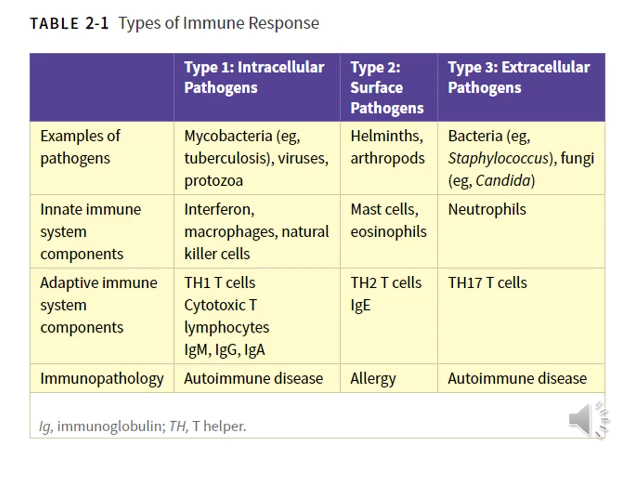 TABLE 2-1 Types of Immune Response
Type 1: Intracellular Pathogens
Type 2: Surface Pathogens
Type 3: Extracellular Pathogens
Examples of pathogens
Mycobacteria (eg, tuberculosis), viruses, protozoa
Helminths, arthropods
Bacteria (eg, Staphylococcus), fungi (eg, Candida)
Innate immune system components
Interferon, macrophages, natural killer cells
Mast cells, eosinophils
Neutrophils
Adaptive immune system components
TH1 T cells
Cytotoxic T lymphocytes
IgM, IgG, IgA
TH2 T cells
IgE
TH17 T cells
Immunopathology
Autoimmune disease
Allergy
Autoimmune disease
Ig, immunoglobulin; TH, T helper.